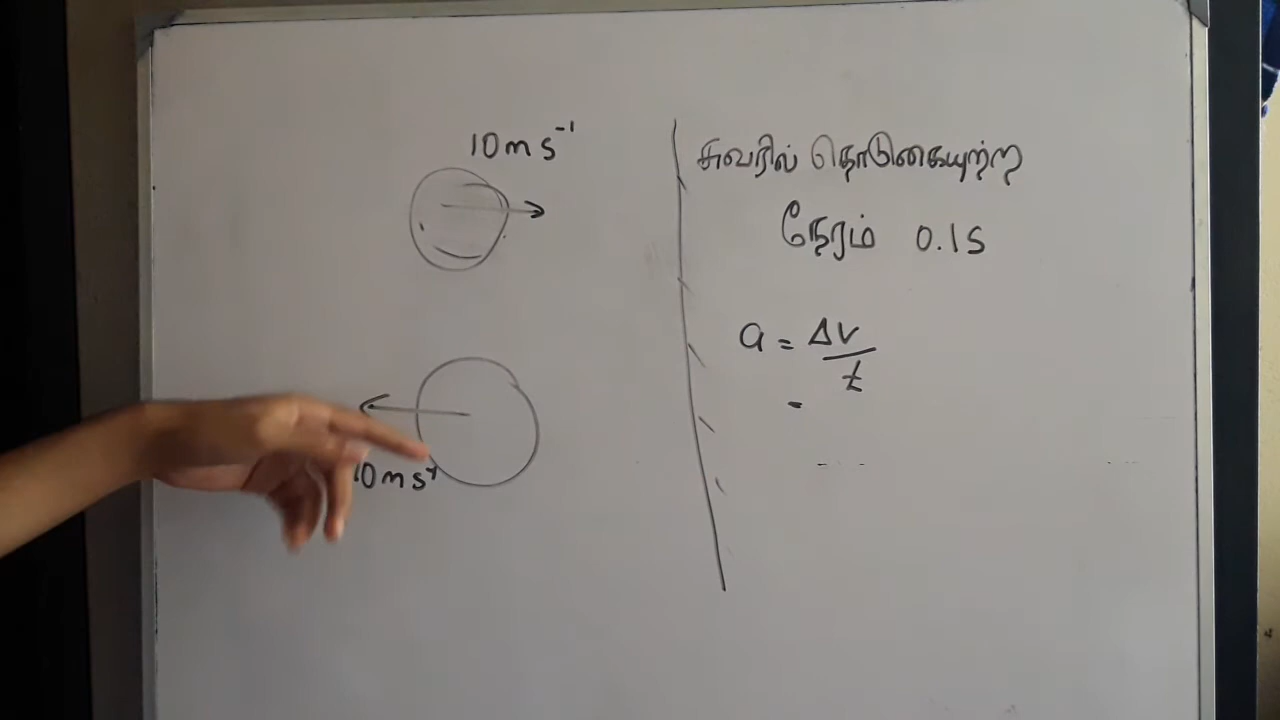 10 m s⁻¹
10 m s⁻¹
சுவரில் தொடுகையுற்ற
நேரம் 0.1s
a = Δv/t
=